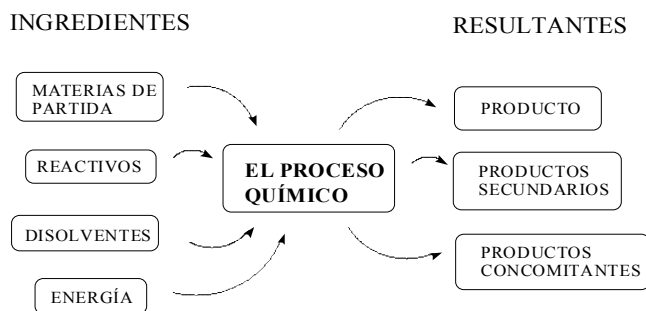 INGREDIENTES
RESULTANTES
MATERIAS DE
PARTIDA
REACTIVOS
DISOLVENTES
ENERGÍA
EL PROCESO
QUÍMICO
PRODUCTO
PRODUCTOS
SECUNDARIOS
PRODUCTOS
CONCOMITANTES